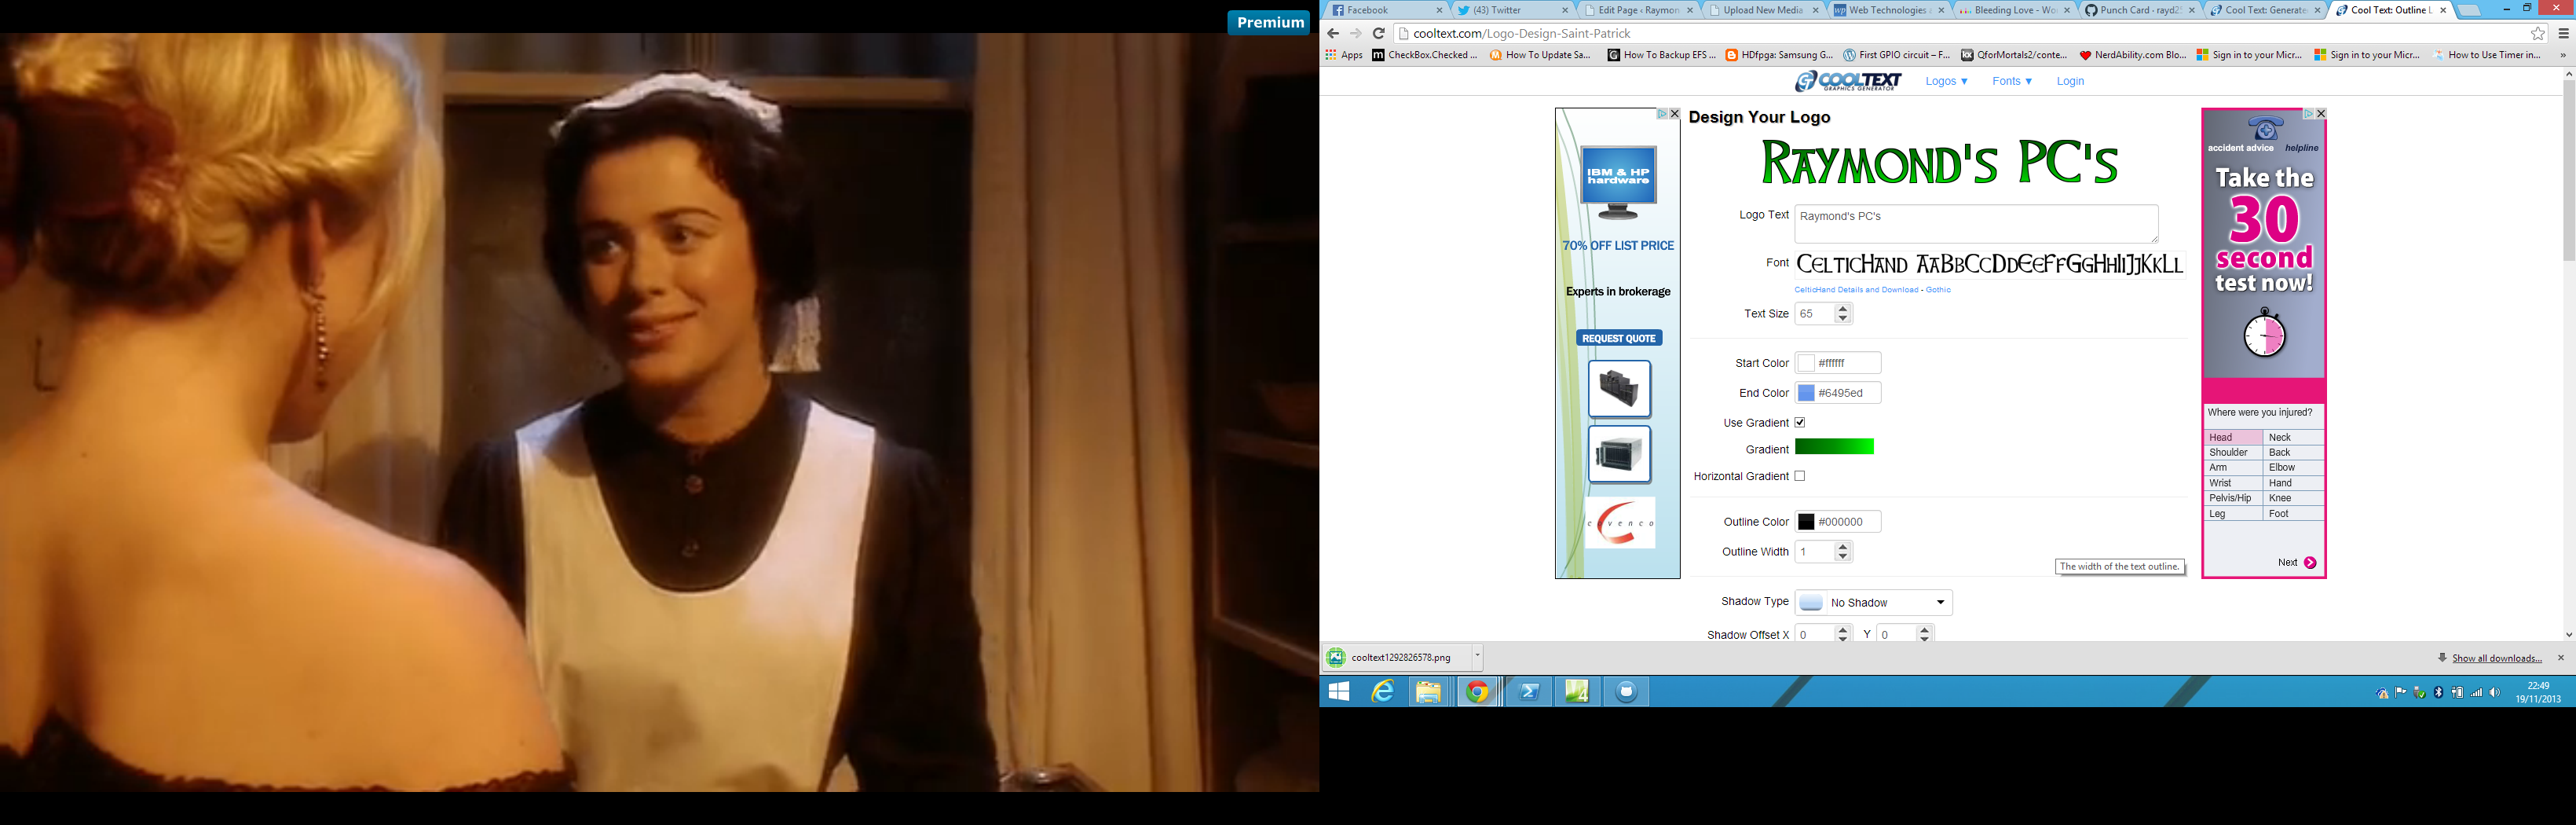 Premium
Facebook
(43) Twitter
Edit Page ‹ Raymon
Upload New Media
Web Technologies
Bleeding Love - Wo
Punch Card - rayd2
Cool Text: Generate
Cool Text: Outline L
cooltext.com/Logo-Design-Saint-Patrick
Apps
CheckBox.Checked ...
How To Update Sa...
How To Backup EFS ...
HDfpga: Samsung G...
First GPIO circuit – F...
QforMortals2/conte...
NerdAbility.com Blo...
Sign in to your Micr...
Sign in to your Micr...
How to Use Timer in...
»
COOLTEXT
GRAPHICS GENERATOR
Logos ▼
Fonts ▼
Login
IBM & HP
hardware
70% OFF LIST PRICE
Experts in brokerage
REQUEST QUOTE
covenco
Design Your Logo
RAYMOND'S PC'S
Logo Text
Raymond's PC's
Font
CELTICHAND AaBbCcDdEeFfGgHhIiJjKkLl
CelticHand Details and Download - Gothic
Text Size
65
Start Color
#ffffff
End Color
#6495ed
Use Gradient
Gradient
Horizontal Gradient
Outline Color
#000000
Outline Width
1
The width of the text outline.
Shadow Type
No Shadow
Shadow Offset X
0
Y
0
accident advice helpline
Take the
30
second
test now!
Where were you injured?
Head Neck
Shoulder Back
Arm Elbow
Wrist Hand
Pelvis/Hip Knee
Leg Foot
Next
cooltext1292826578.png
Show all downloads...
22:49
19/11/2013